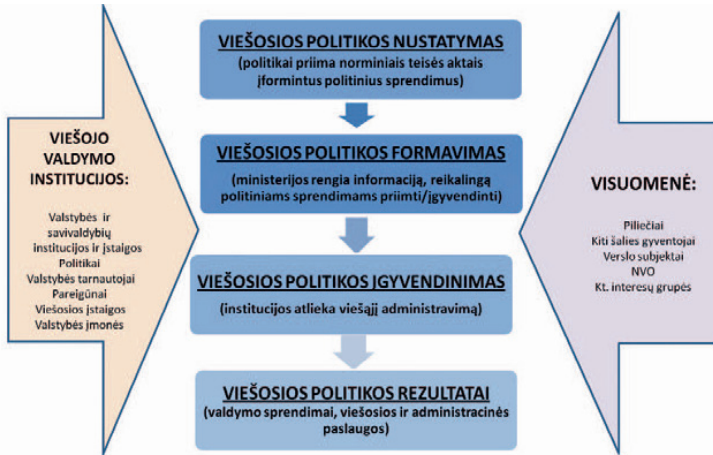 VIEŠOJO
VALDYMO
INSTITUCIJOS:
Valstybės ir
savivaldybių
institucijos ir įstaigos
Politikai
Valstybės tarnautojai
Pareigūnai
Viešosios įstaigos
Valstybės įmonės
VIEŠOSIOS POLITIKOS NUSTATYMAS
(politikai priima norminiais teisės aktais
įformintus politinius sprendimus)
VIEŠOSIOS POLITIKOS FORMAVIMAS
(ministerijos rengia informaciją, reikalingą
politiniams sprendimams priimti/įgyvendinti)
VIEŠOSIOS POLITIKOS ĮGYVENDINIMAS
(institucijos atlieka viešąjį administravimą)
VIEŠOSIOS POLITIKOS REZULTATAI
(valdymo sprendimai, viešosios ir administracinės
paslaugos)
VISUOMENĖ:
Piliečiai
Kiti šalies gyventojai
Verslo subjektai
NVO
Kt. interesų grupės